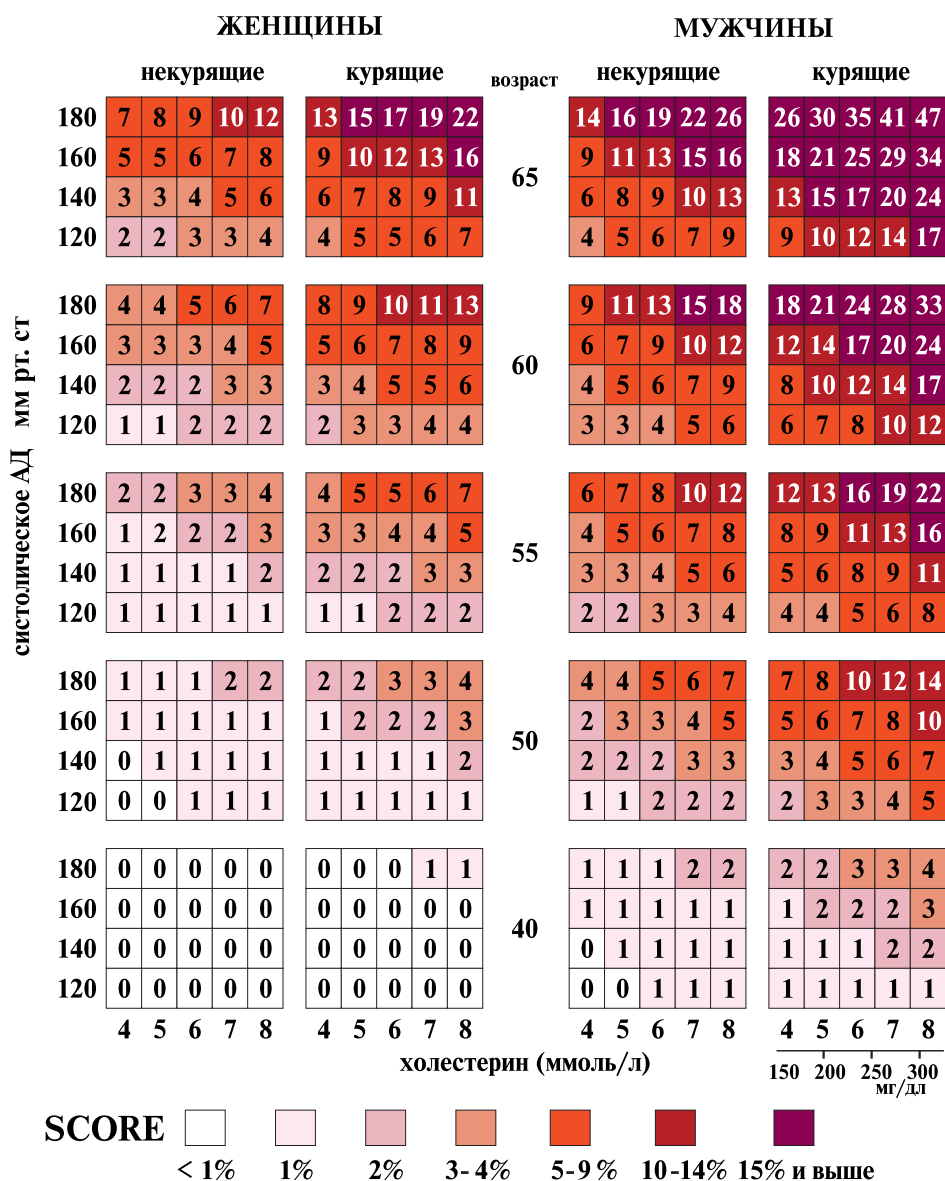 ЖЕНЩИНЫ МУЖЧИНЫ
некурящие курящие возраст некурящие курящие
180 7 8 9 10 12 13 15 17 19 22 14 16 19 22 26 26 30 35 41 47
160 5 5 6 7 8 9 10 12 13 16 9 11 13 15 16 18 21 25 29 34
65
140 3 3 4 5 6 6 7 8 9 11 6 8 9 10 13 13 15 17 20 24
120 2 2 3 3 4 4 5 5 6 7 4 5 6 7 9 9 10 12 14 17
180 4 4 5 6 7 8 9 10 11 13 9 11 13 15 18 18 21 24 28 33
160 3 3 3 4 5 5 6 7 8 9 6 7 9 10 12 12 14 17 20 24
60
140 2 2 2 3 3 3 4 5 5 6 4 5 6 7 9 8 10 12 14 17
120 1 1 2 2 2 2 3 3 4 4 3 3 4 5 6 6 7 8 10 12
систолическое АД мм рт. ст
180 2 2 3 3 4 4 5 5 6 7 6 7 8 10 12 12 13 16 19 22
160 1 2 2 2 3 3 3 4 4 5 4 5 6 7 8 8 9 11 13 16
55
140 1 1 1 1 2 2 2 2 3 3 3 3 4 5 6 5 6 8 9 11
120 1 1 1 1 1 1 1 2 2 2 2 2 3 3 4 4 4 5 6 8
180 1 1 1 2 2 2 2 3 3 4 4 4 5 6 7 7 8 10 12 14
160 1 1 1 1 1 1 2 2 2 3 2 3 3 4 5 5 6 7 8 10
50
140 0 1 1 1 1 1 1 1 1 2 2 2 2 3 3 3 4 5 6 7
120 0 0 1 1 1 1 1 1 1 1 1 1 2 2 2 2 3 3 4 5
180 0 0 0 0 0 0 0 0 1 1 1 1 1 2 2 2 2 3 3 4
160 0 0 0 0 0 0 0 0 0 0 1 1 1 1 1 1 2 2 2 3
40
140 0 0 0 0 0 0 0 0 0 0 0 1 1 1 1 1 1 1 2 2
120 0 0 0 0 0 0 0 0 0 0 0 0 1 1 1 1 1 1 1 1
4 5 6 7 8 4 5 6 7 8 4 5 6 7 8 4 5 6 7 8
холестерин (ммоль/л)
150 200 250 300
мг/дл
SCORE
< 1% 1% 2% 3-4% 5-9 % 10-14% 15% и выше